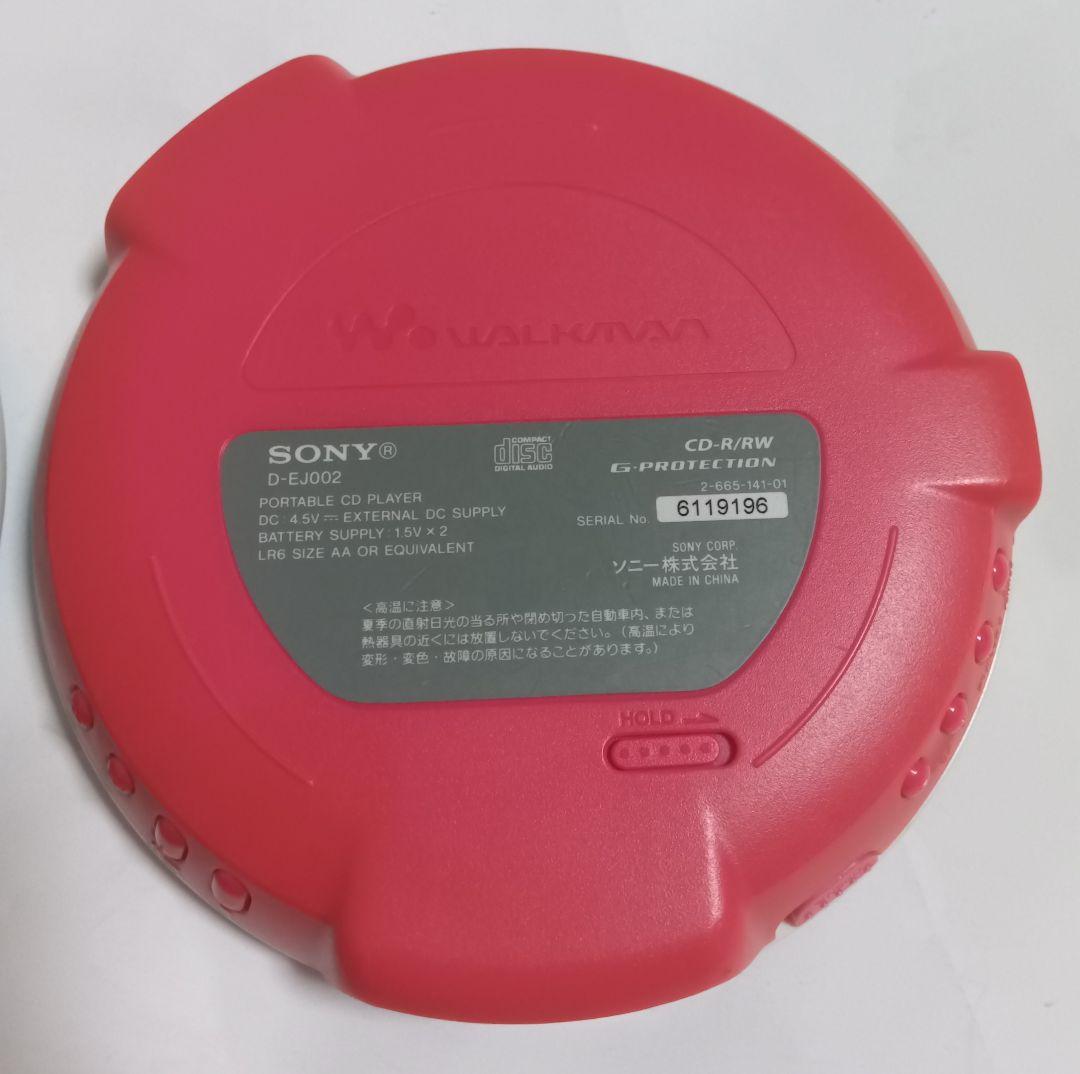 WALKMAN
SONY®
D-EJ002
PORTABLE CD PLAYER
DC : 4.5V ⎓ EXTERNAL DC SUPPLY
BATTERY SUPPLY : 1.5V × 2
LR6 SIZE AA OR EQUIVALENT
COMPACT
disc
DIGITAL AUDIO
CD-R/RW
G-PROTECTION
2-665-141-01
SERIAL No. 6119196
SONY CORP.
ソニー株式会社
MADE IN CHINA
<高温に注意>
夏季の直射日光の当る所や閉め切った自動車内、または
熱器具の近くには放置しないでください。(高温により
変形・変色・故障の原因になることがあります。)
HOLD